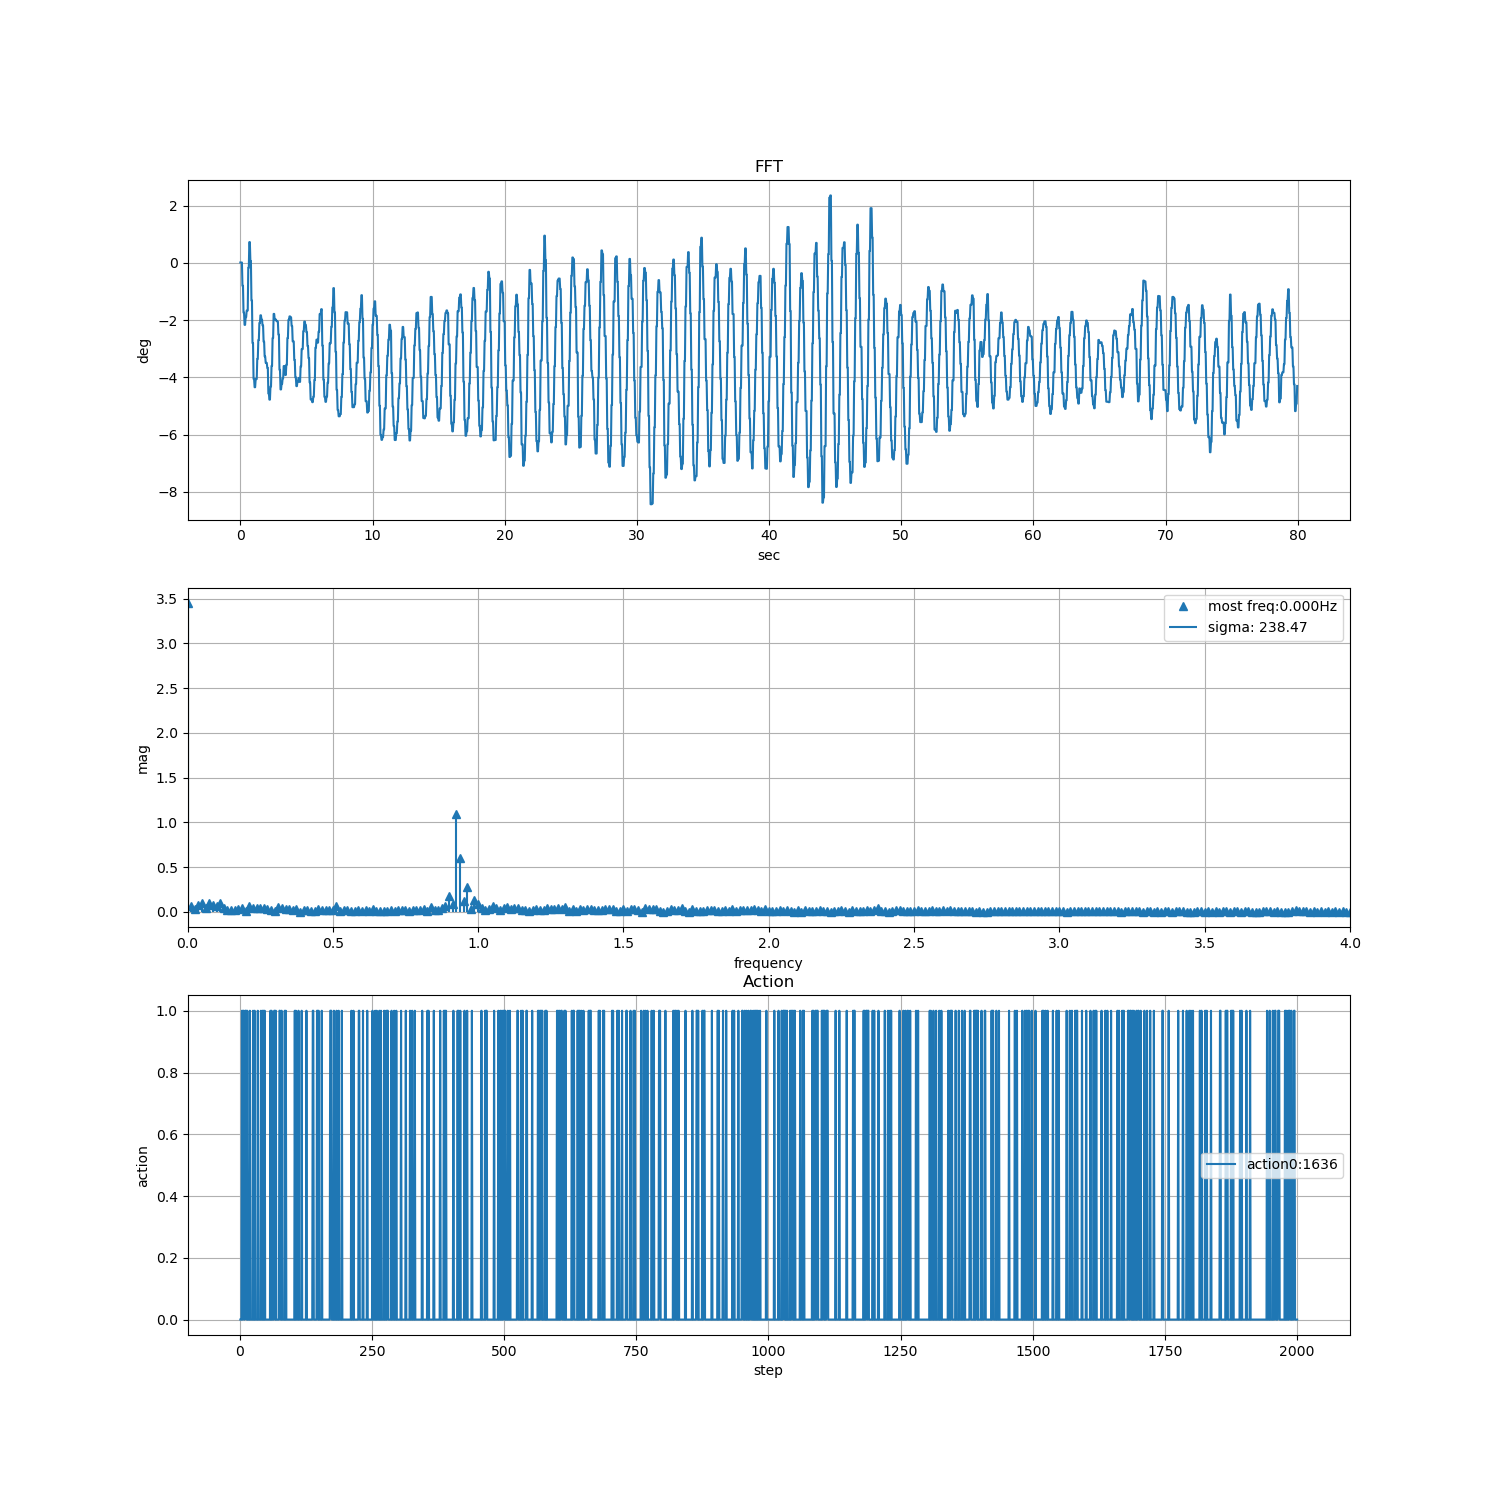 FFT
2
0
−2
−4
−6
−8
deg
0 10 20 30 40 50 60 70 80
sec
3.5
3.0
2.5
2.0
1.5
1.0
0.5
0.0
mag
most freq:0.000Hz
sigma: 238.47
0.0 0.5 1.0 1.5 2.0 2.5 3.0 3.5 4.0
frequency
Action
1.0
0.8
0.6
0.4
0.2
0.0
action
action0:1636
0 250 500 750 1000 1250 1500 1750 2000
step